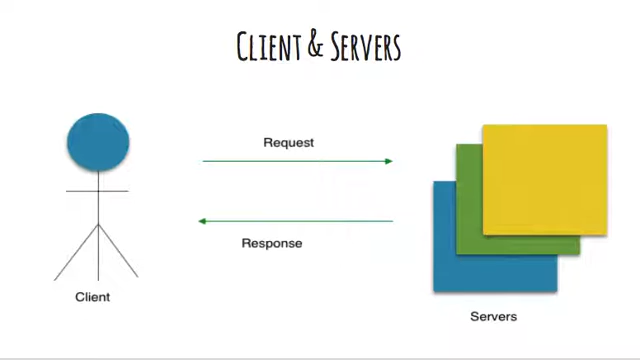 Client & Servers
Request
Response
Client
Servers